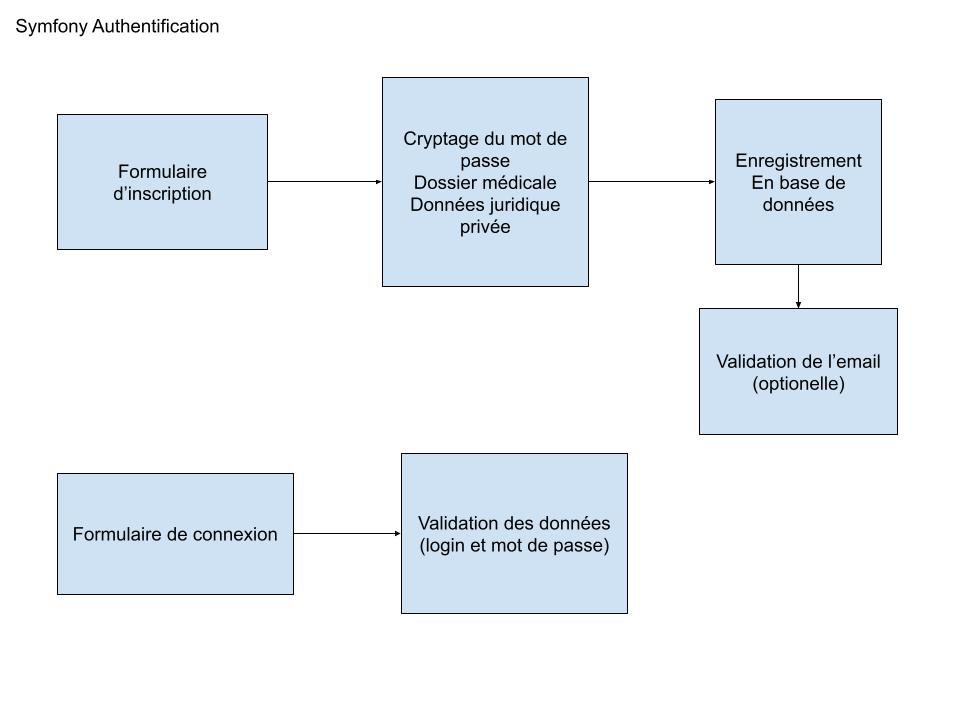 Symfony Authentification
Formulaire
d’inscription
Cryptage du mot de
passe
Dossier médicale
Données juridique
privée
Enregistrement
En base de
données
Validation de l’email
(optionelle)
Formulaire de connexion
Validation des données
(login et mot de passe)